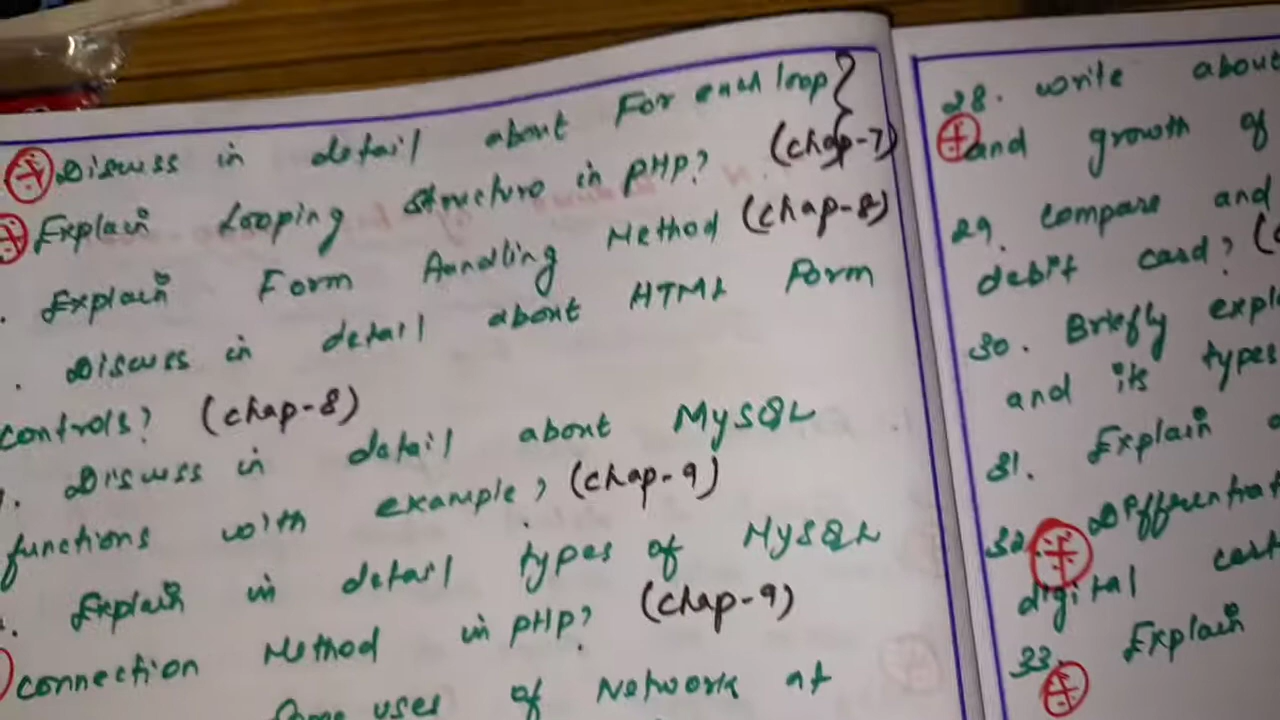 Discuss in detail about For each loop
Explain Looping structure in PHP? (chap-7)
Explain Form Handling Method (chap-8)
Discuss in detail about HTML Form
controls? (chap-8)
Discuss in detail about MySQL
functions with example? (chap-9)
Explain in detail types of MySQL
connection Method in PHP? (chap-9)
uses of Network at
28. write about
and growth of
29. compare and
debit card?
30. Briefly
and its types
31. Explain
32.
digital
33. Explain